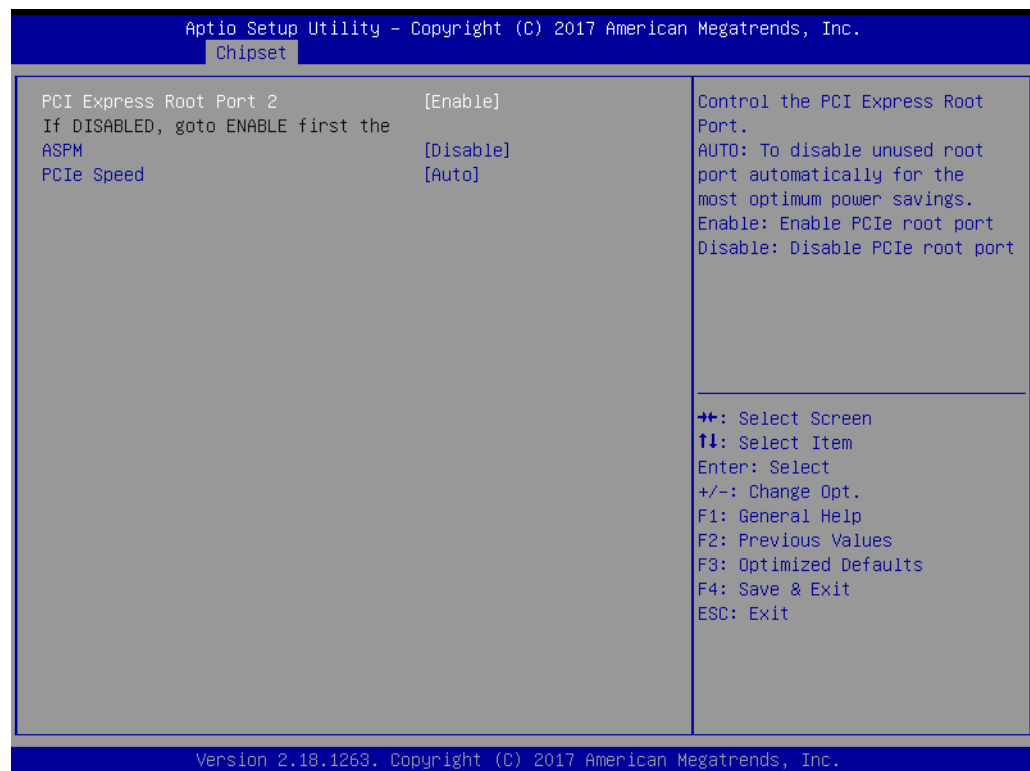 Aptio Setup Utility – Copyright (C) 2017 American Megatrends, Inc.
Chipset
PCI Express Root Port 2 [Enable]
If DISABLED, goto ENABLE first the
ASPM [Disable]
PCIe Speed [Auto]
Control the PCI Express Root
Port.
AUTO: To disable unused root
port automatically for the
most optimum power savings.
Enable: Enable PCIe root port
Disable: Disable PCIe root port
→←: Select Screen
↑↓: Select Item
Enter: Select
+/-: Change Opt.
F1: General Help
F2: Previous Values
F3: Optimized Defaults
F4: Save & Exit
ESC: Exit
Version 2.18.1263. Copyright (C) 2017 American Megatrends, Inc.